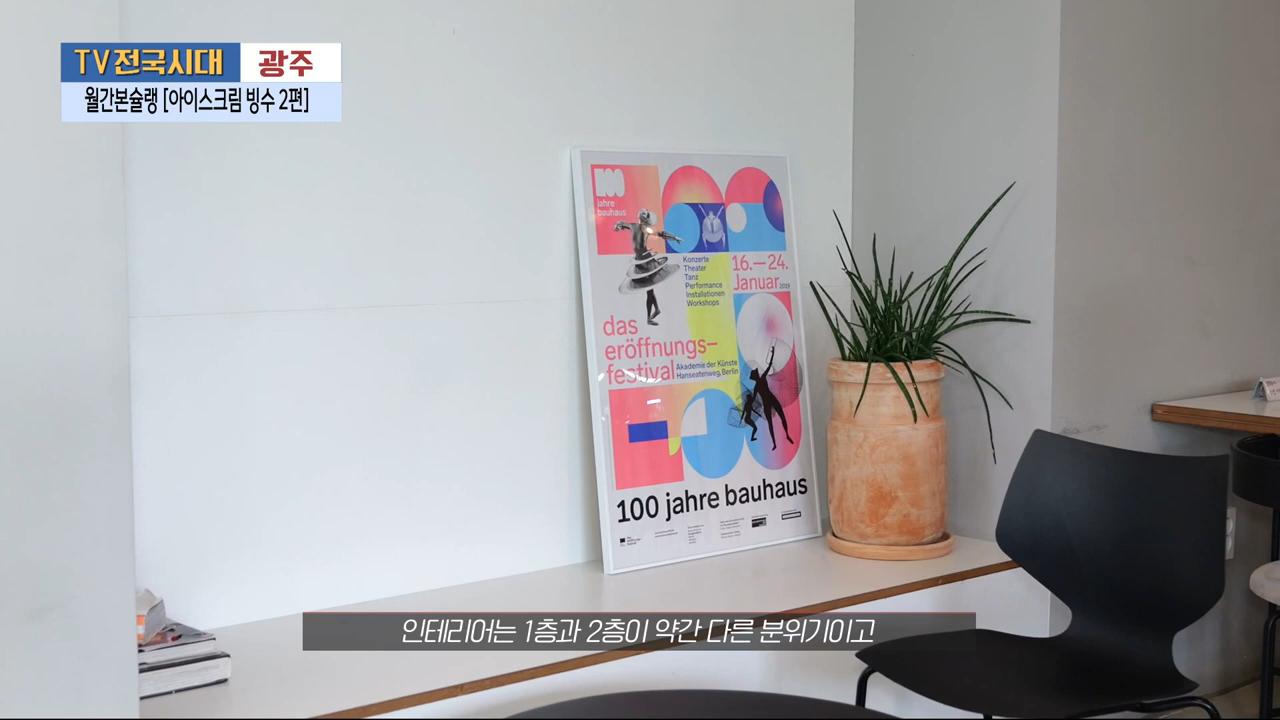 TV전국시대 광주
월간본슐랭 [아이스크림 빙수 2편]
100
jahre
bauhaus
Konzerte
Theater
Tanz
Performance
Installationen
Workshops
16.—24.
Januar 2019
das
eröffnungs–
festival
Akademie der Künste
Hanseatenweg, Berlin
100 jahre bauhaus
인테리어는 1층과 2층이 약간 다른 분위기이고